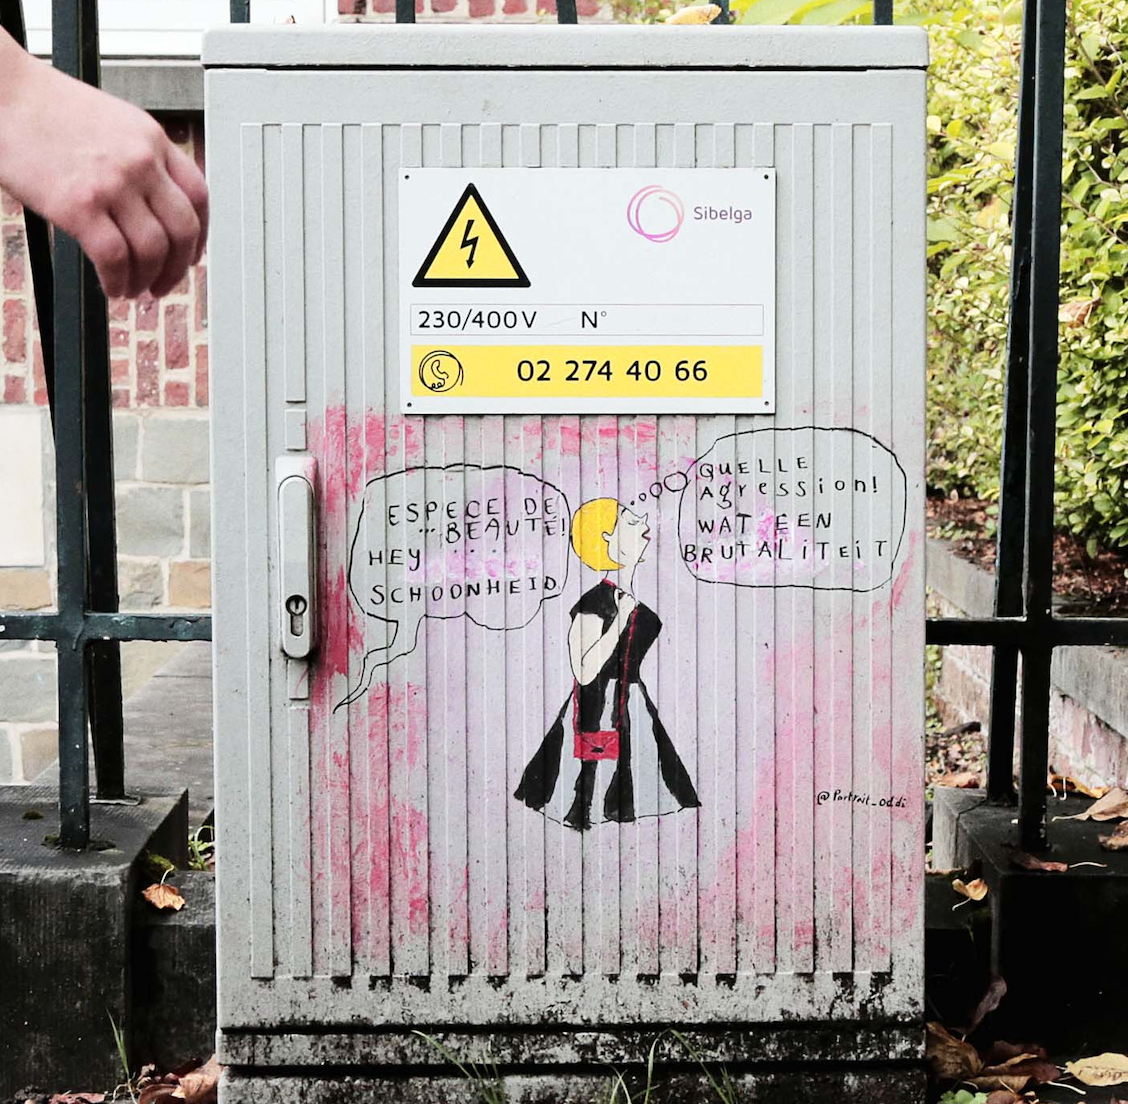 Sibelga
230/400V N°
02 274 40 66
ESPECE DE
... BEAUTÉ!
HEY ....
SCHOONHEID
QUELLE
Agression!
WAT EEN
BRUTALiTEiT
@Portrait_oddi